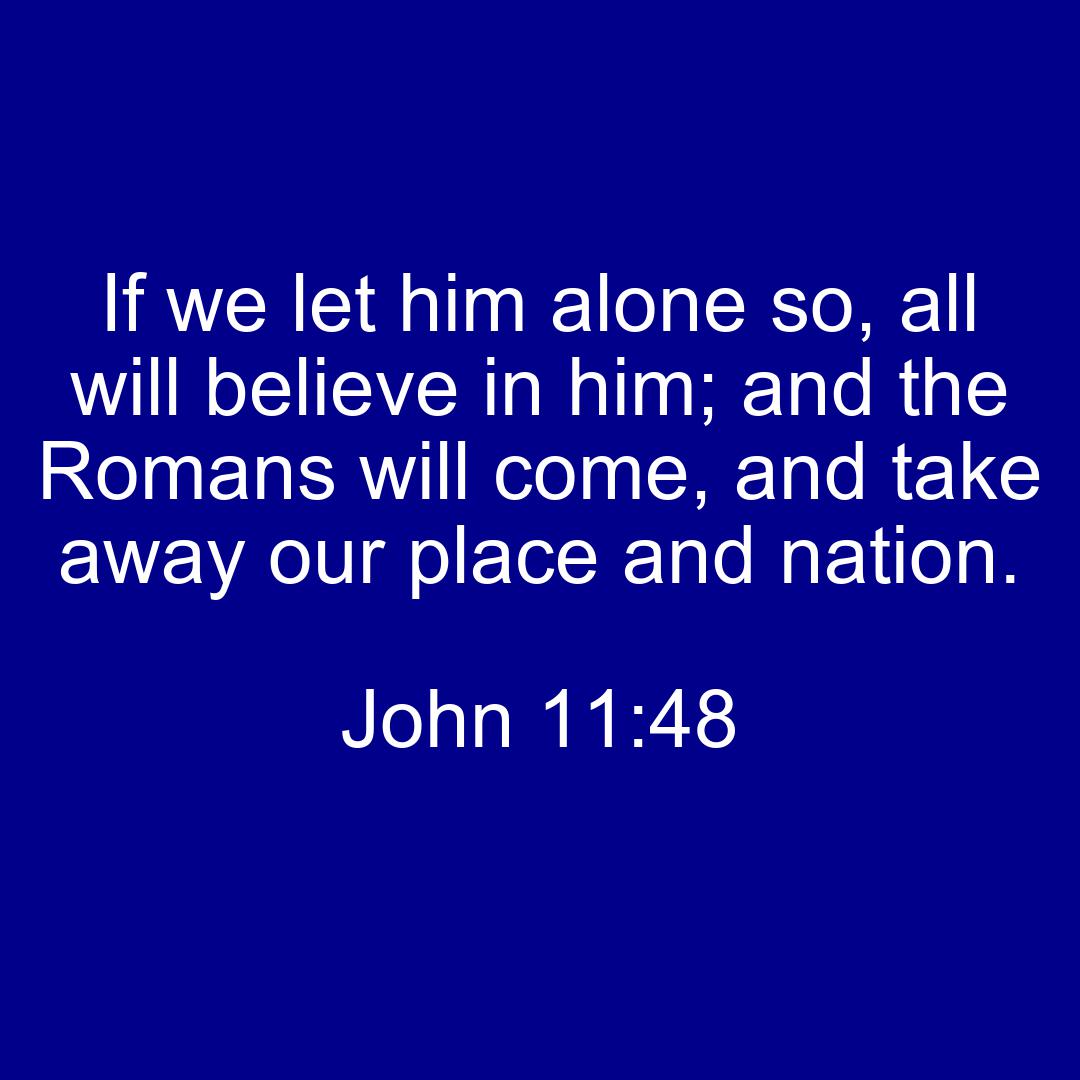 If we let him alone so, all
will believe in him; and the
Romans will come, and take
away our place and nation.
John 11:48